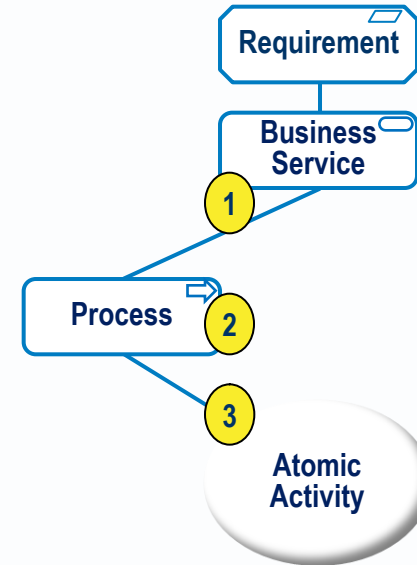 Requirement
Business
Service
1
Process
2
3
Atomic
Activity